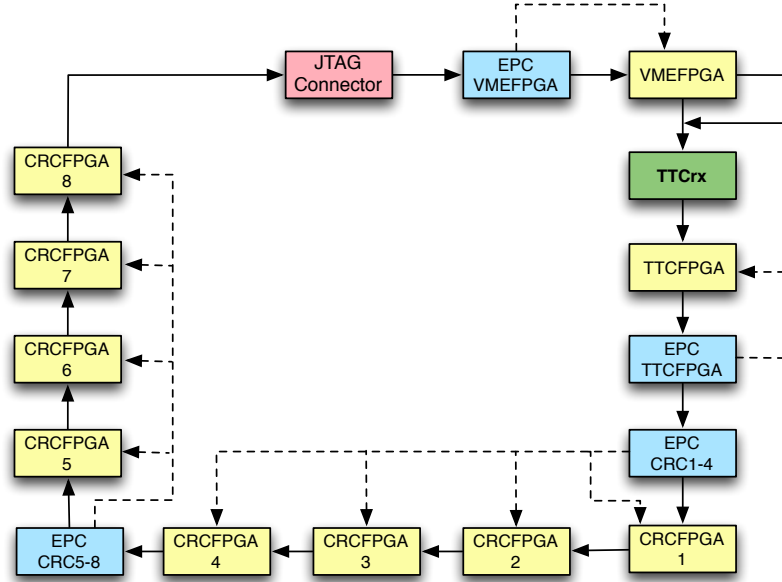 JTAG
Connector
EPC
VMEFPGA
VMEFPGA
CRCFPGA
8
TTCrx
CRCFPGA
7
TTCFPGA
CRCFPGA
6
EPC
TTCFPGA
CRCFPGA
5
EPC
CRC1-4
EPC
CRC5-8
CRCFPGA
4
CRCFPGA
3
CRCFPGA
2
CRCFPGA
1